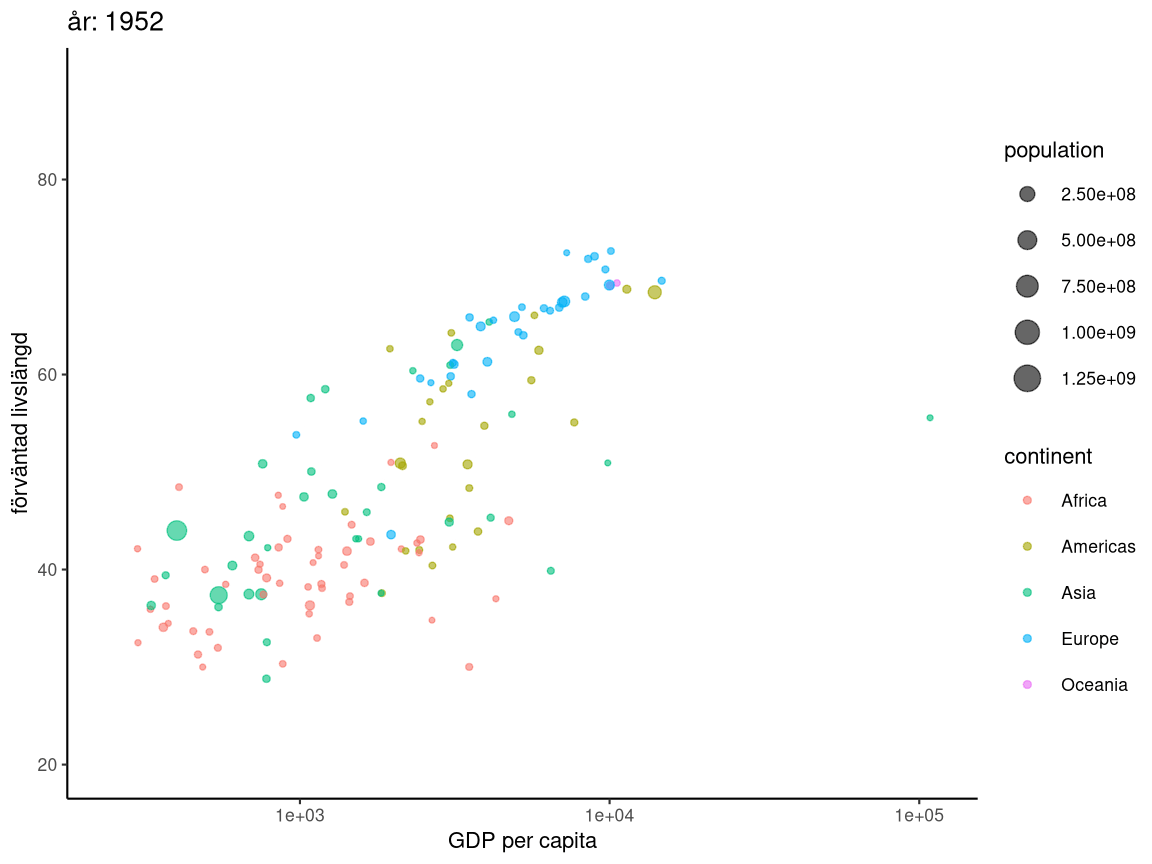 år: 1952
förväntad livslängd
80
60
40
20
1e+03
1e+04
1e+05
GDP per capita
population
2.50e+08
5.00e+08
7.50e+08
1.00e+09
1.25e+09
continent
Africa
Americas
Asia
Europe
Oceania